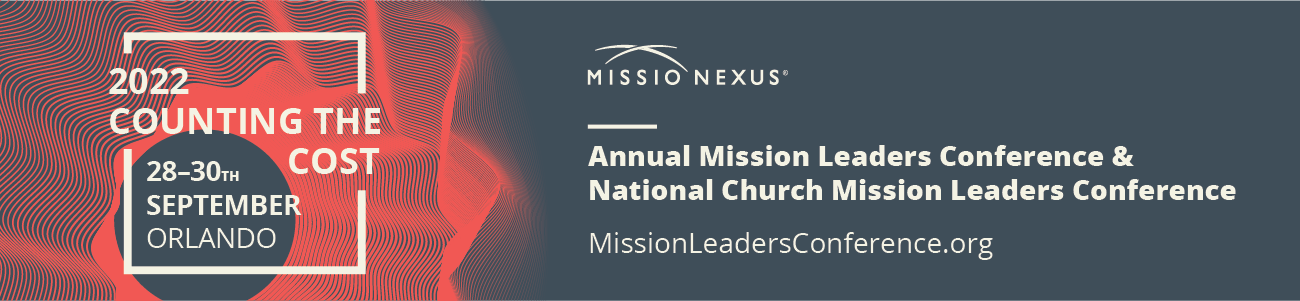 2022
COUNTING THE
COST
28–30TH
SEPTEMBER
ORLANDO
MISSIO NEXUS®
Annual Mission Leaders Conference &
National Church Mission Leaders Conference
MissionLeadersConference.org